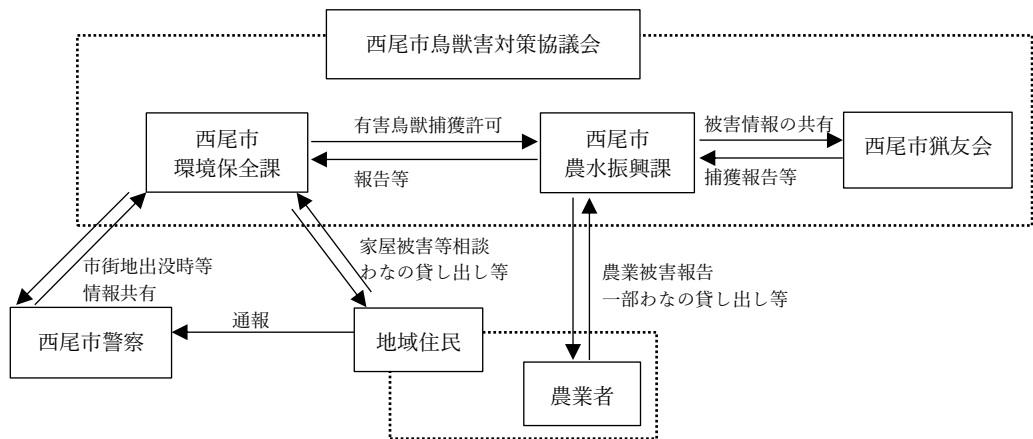 西尾市鳥獣害対策協議会
西尾市
環境保全課
有害鳥獣捕獲許可
報告等
西尾市
農水振興課
被害情報の共有
捕獲報告等
西尾市猟友会
市街地出没時等
情報共有
家屋被害等相談
わなの貸し出し等
農業被害報告
一部わなの貸し出し等
西尾市警察
通報
地域住民
農業者